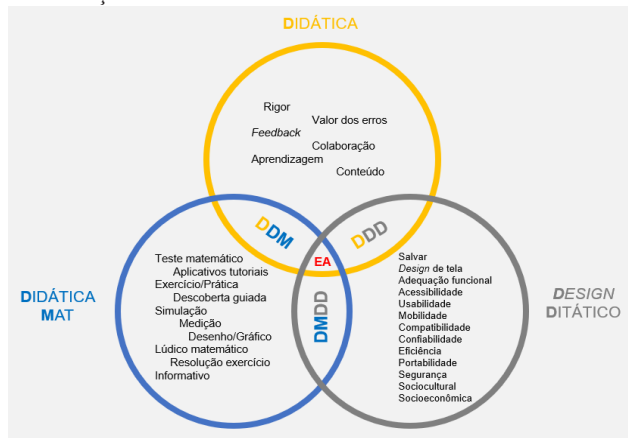 DIDÁTICA
Rigor
Valor dos erros
Feedback
Colaboração
Aprendizagem
Conteúdo
DDM
DDD
EA
DMDD
DIDÁTICA
MAT
Teste matemático
Aplicativos tutoriais
Exercício/Prática
Descoberta guiada
Simulação
Medição
Desenho/Gráfico
Lúdico matemático
Resolução exercício
Informativo
Salvar
Design de tela
Adequação funcional
Acessibilidade
Usabilidade
Mobilidade
Compatibilidade
Confiabilidade
Eficiência
Portabilidade
Segurança
Sociocultural
Socioeconômica
DESIGN
DITÁTICO